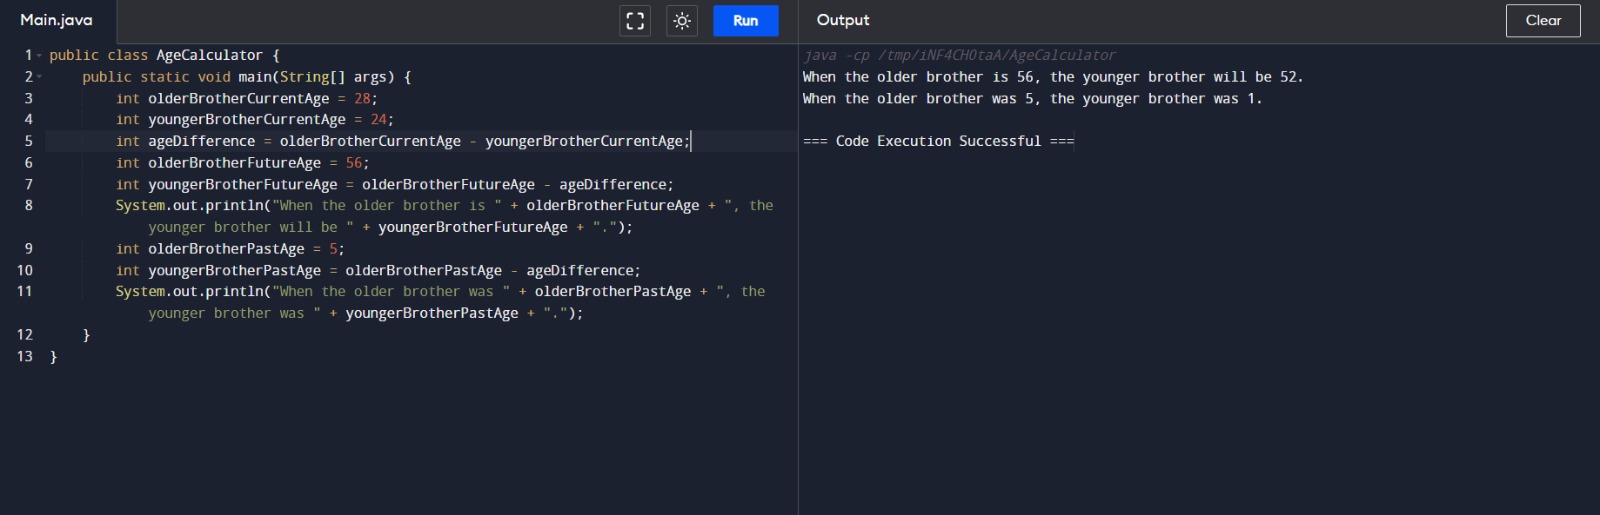 Main.java
Run
1 public class AgeCalculator {
2     public static void main(String[] args) {
3         int olderBrotherCurrentAge = 28;
4         int youngerBrotherCurrentAge = 24;
5         int ageDifference = olderBrotherCurrentAge - youngerBrotherCurrentAge;
6         int olderBrotherFutureAge = 56;
7         int youngerBrotherFutureAge = olderBrotherFutureAge - ageDifference;
8         System.out.println("When the older brother is " + olderBrotherFutureAge + ", the
            younger brother will be " + youngerBrotherFutureAge + ".");
9         int olderBrotherPastAge = 5;
10         int youngerBrotherPastAge = olderBrotherPastAge - ageDifference;
11         System.out.println("When the older brother was " + olderBrotherPastAge + ", the
            younger brother was " + youngerBrotherPastAge + ".");
12     }
13 }
Output
Clear
java -cp /tmp/iNF4CH0taA/AgeCalculator
When the older brother is 56, the younger brother will be 52.
When the older brother was 5, the younger brother was 1.
=== Code Execution Successful ===